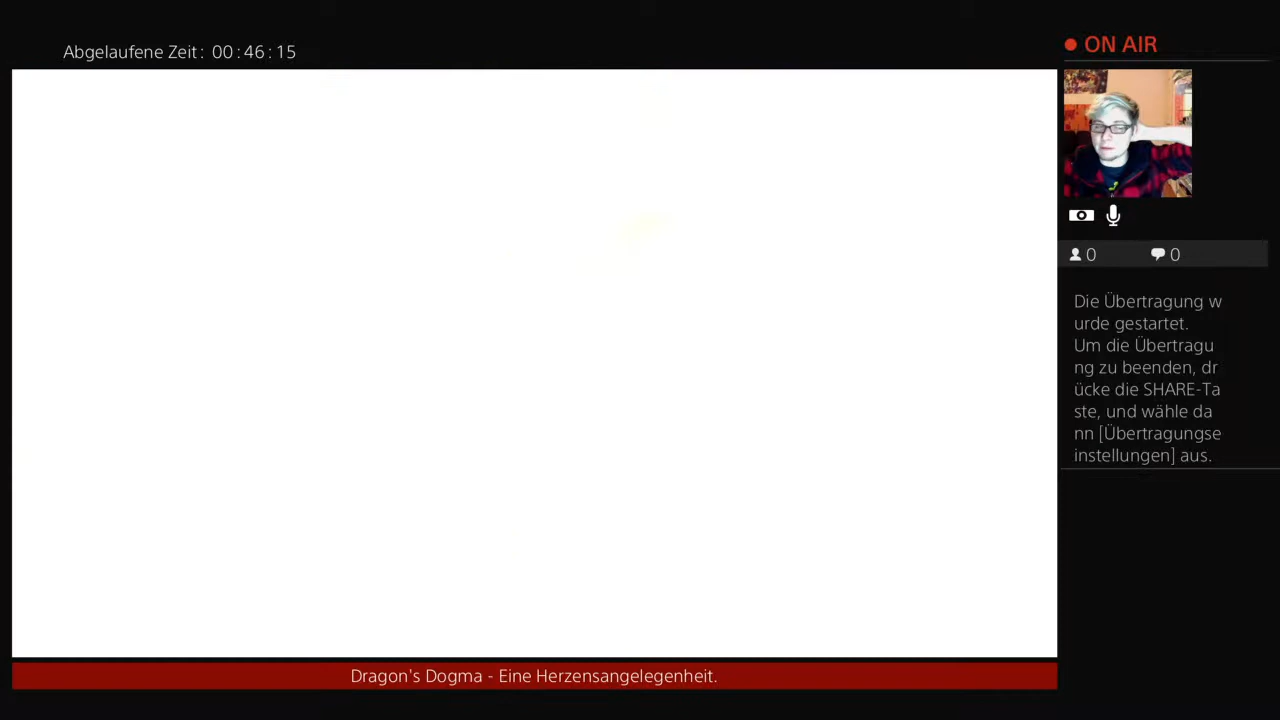 Abgelaufene Zeit: 00:46:15
ON AIR
0 0
Die Übertragung w
urde gestartet.
Um die Übertragu
ng zu beenden, dr
ücke die SHARE-Ta
ste, und wähle da
nn [Übertragungse
instellungen] aus.
Dragon's Dogma - Eine Herzensangelegenheit.